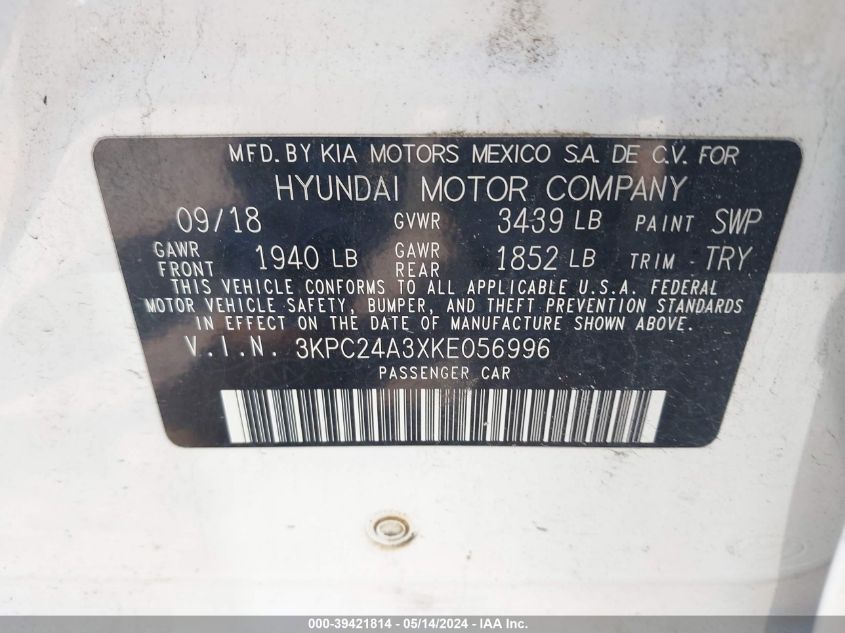 MFD. BY KIA MOTORS MEXICO S.A. DE C.V. FOR
HYUNDAI MOTOR COMPANY
09/18 GVWR 3439 LB PAINT SWP
GAWR FRONT 1940 LB GAWR REAR 1852 LB TRIM - TRY
THIS VEHICLE CONFORMS TO ALL APPLICABLE U.S.A. FEDERAL
MOTOR VEHICLE SAFETY, BUMPER, AND THEFT PREVENTION STANDARDS
IN EFFECT ON THE DATE OF MANUFACTURE SHOWN ABOVE.
V.I.N. 3KPC24A3XKE056996
PASSENGER CAR
000-39421814 / 05/14/2024 - IAA Inc.